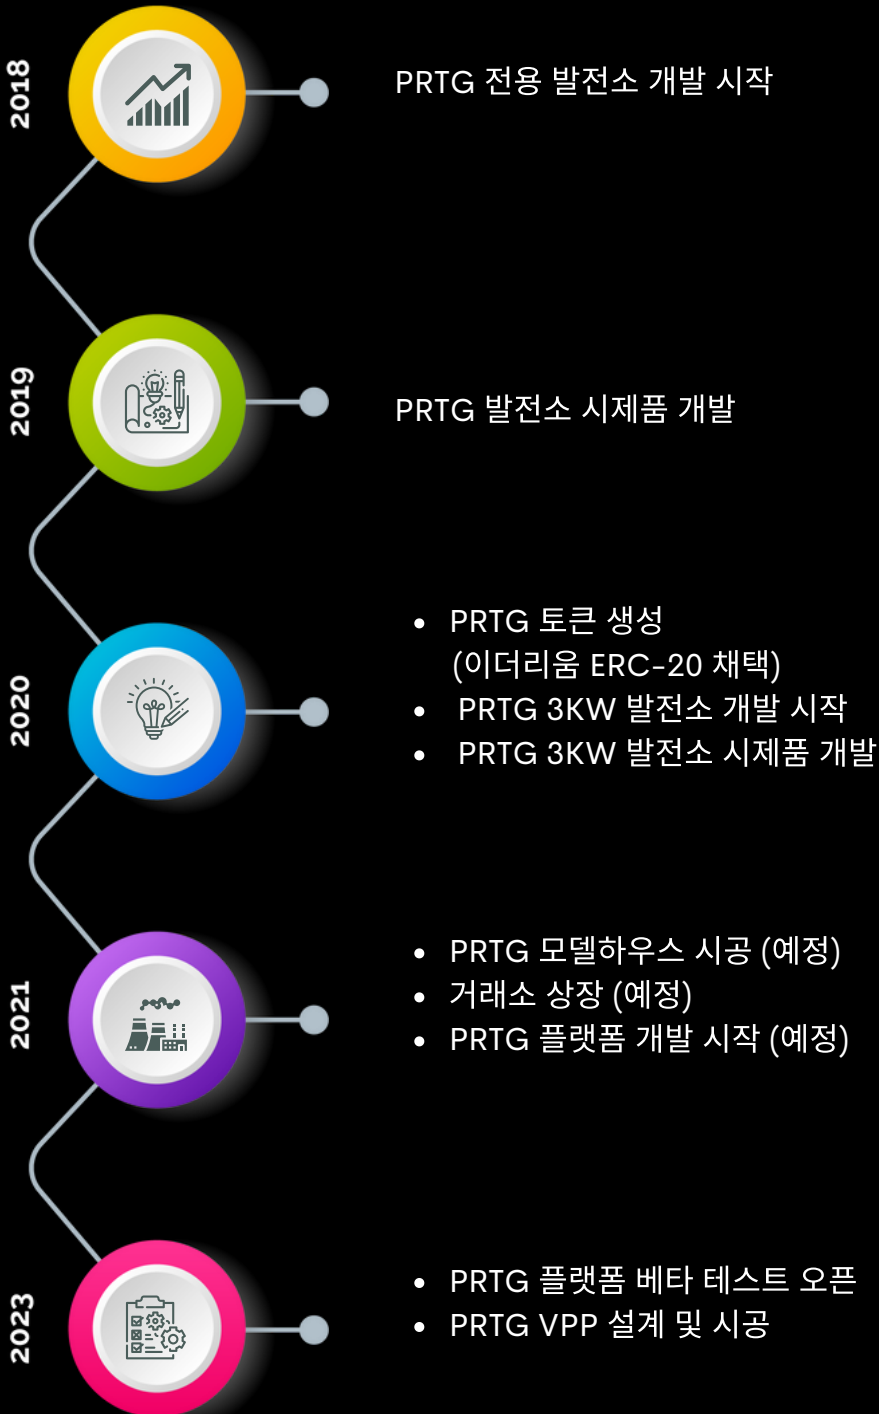 2018
PRTG 전용 발전소 개발 시작
2019
PRTG 발전소 시제품 개발
2020
• PRTG 토큰 생성
(이더리움 ERC-20 채택)
• PRTG 3KW 발전소 개발 시작
• PRTG 3KW 발전소 시제품 개발
2021
• PRTG 모델하우스 시공 (예정)
• 거래소 상장 (예정)
• PRTG 플랫폼 개발 시작 (예정)
2023
• PRTG 플랫폼 베타 테스트 오픈
• PRTG VPP 설계 및 시공